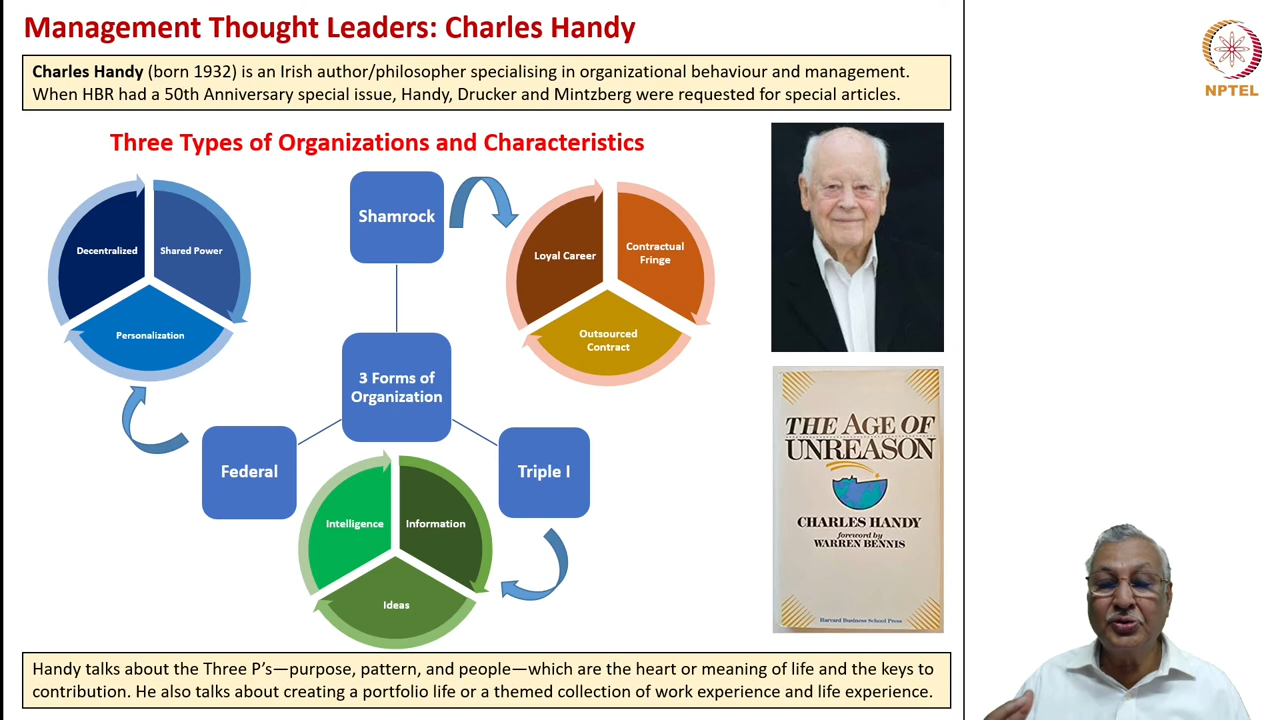 Management Thought Leaders: Charles Handy
NPTEL
Charles Handy (born 1932) is an Irish author/philosopher specialising in organizational behaviour and management.
When HBR had a 50th Anniversary special issue, Handy, Drucker and Mintzberg were requested for special articles.
Three Types of Organizations and Characteristics
Decentralized
Shared Power
Personalization
Shamrock
Loyal Career
Contractual
Fringe
Outsourced
Contract
3 Forms of
Organization
Federal
Triple I
Intelligence
Information
Ideas
THE AGE OF
UNREASON
CHARLES HANDY
foreword by
WARREN BENNIS
Harvard Business School Press
Handy talks about the Three P's—purpose, pattern, and people—which are the heart or meaning of life and the keys to
contribution. He also talks about creating a portfolio life or a themed collection of work experience and life experience.